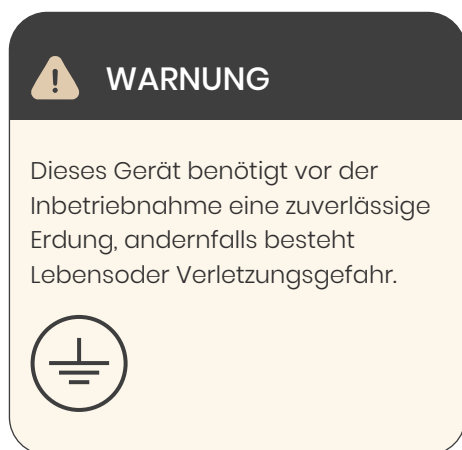 WARNUNG
Dieses Gerät benötigt vor der
Inbetriebnahme eine zuverlässige
Erdung, andernfalls besteht
Lebensoder Verletzungsgefahr.